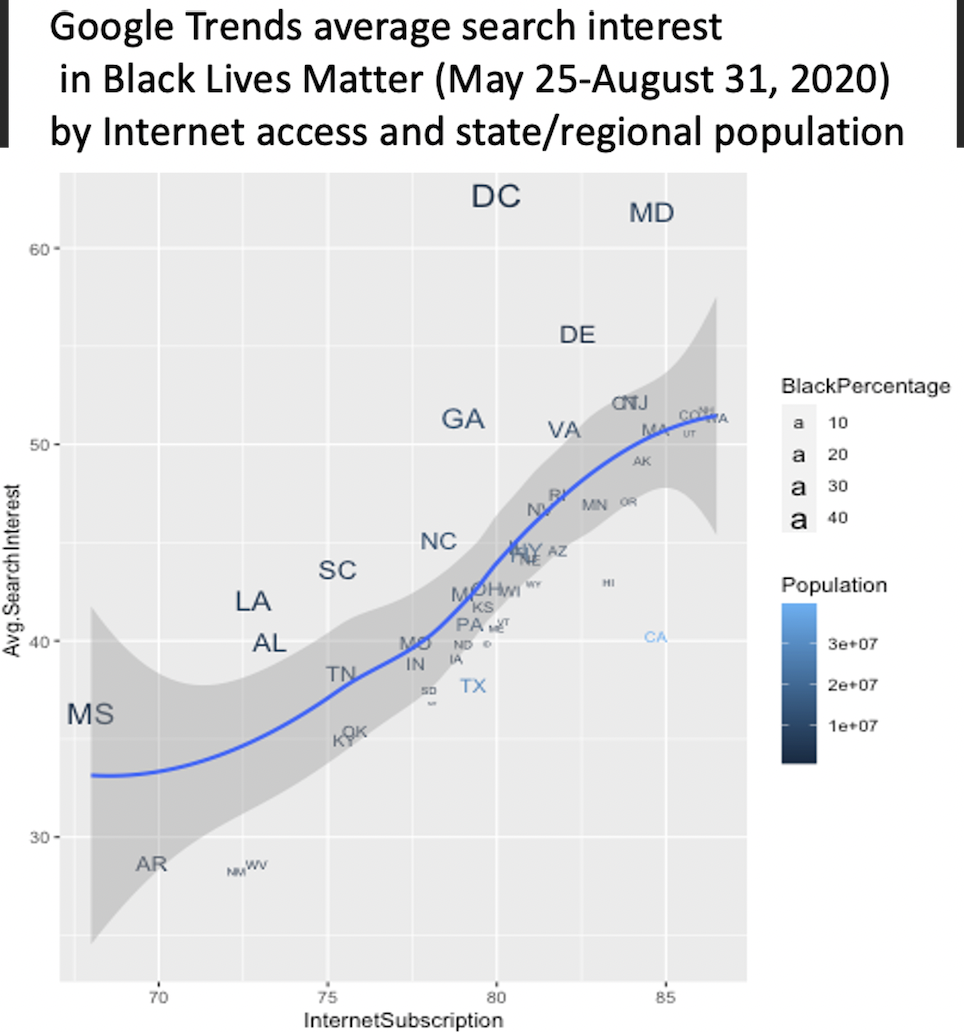 Google Trends average search interest
in Black Lives Matter (May 25-August 31, 2020)
by Internet access and state/regional population
DC
MD
60
DE
BlackPercentage
CT NJ
CO NH WA
a 10
GA
VA
MA UT
50
a 20
AK
a 30
RI
OR
NV
MN
a 40
Avg.SearchInterest
NC
NY AZ
NE
SC
WY
HI
Population
OH WI
LA
KS
PA VT
ME
AL
MO
ND ID
CA
40
3e+07
IN
IA
TN
TX
2e+07
SD
MS
1e+07
OK
KY
30
AR
NM WV
70
75
80
85
InternetSubscription